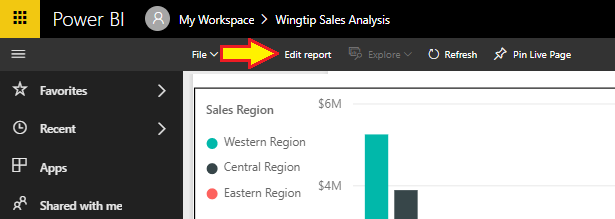 Power BI
My Workspace > Wingtip Sales Analysis
File Edit report Explore Refresh Pin Live Page
Favorites
Recent
Apps
Shared with me
Sales Region
Western Region
Central Region
Eastern Region
$6M
$4M